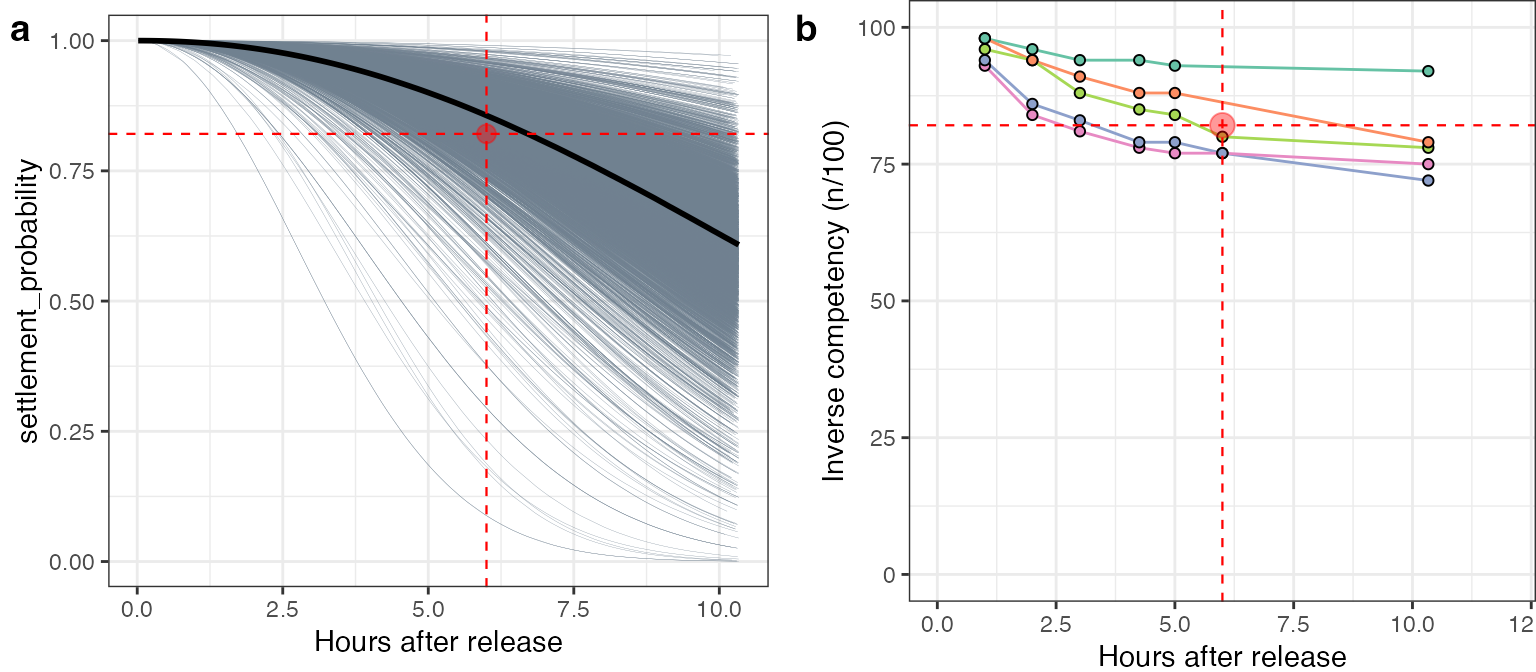 a
settlement_probability
1.00
0.75
0.50
0.25
0.00
0.0 2.5 5.0 7.5 10.0
Hours after release
b
Inverse competency (n/100)
100
75
50
25
0
0.0 2.5 5.0 7.5 10.0 12
Hours after release